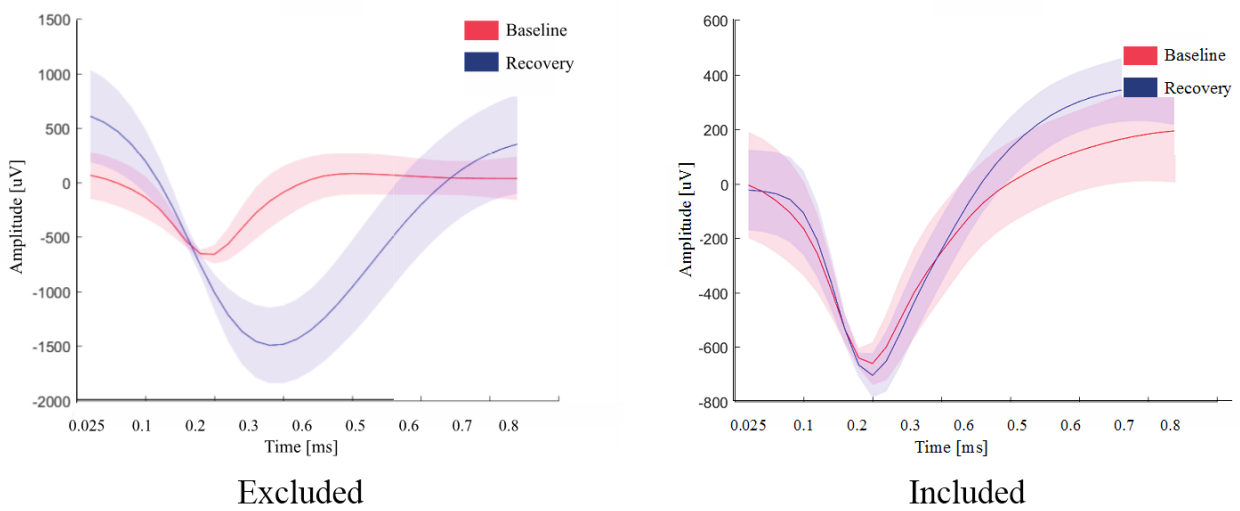 1500
1000
500
0
-500
-1000
-1500
-2000
Amplitude [uV]
Baseline
Recovery
0.025 0.1 0.2 0.3 0.6 0.5 0.6 0.7 0.8
Time [ms]
Excluded
600
400
200
0
-200
-400
-600
-800
Amplitude [uV]
Baseline
Recovery
0.025 0.1 0.2 0.3 0.6 0.5 0.6 0.7 0.8
Time [ms]
Included